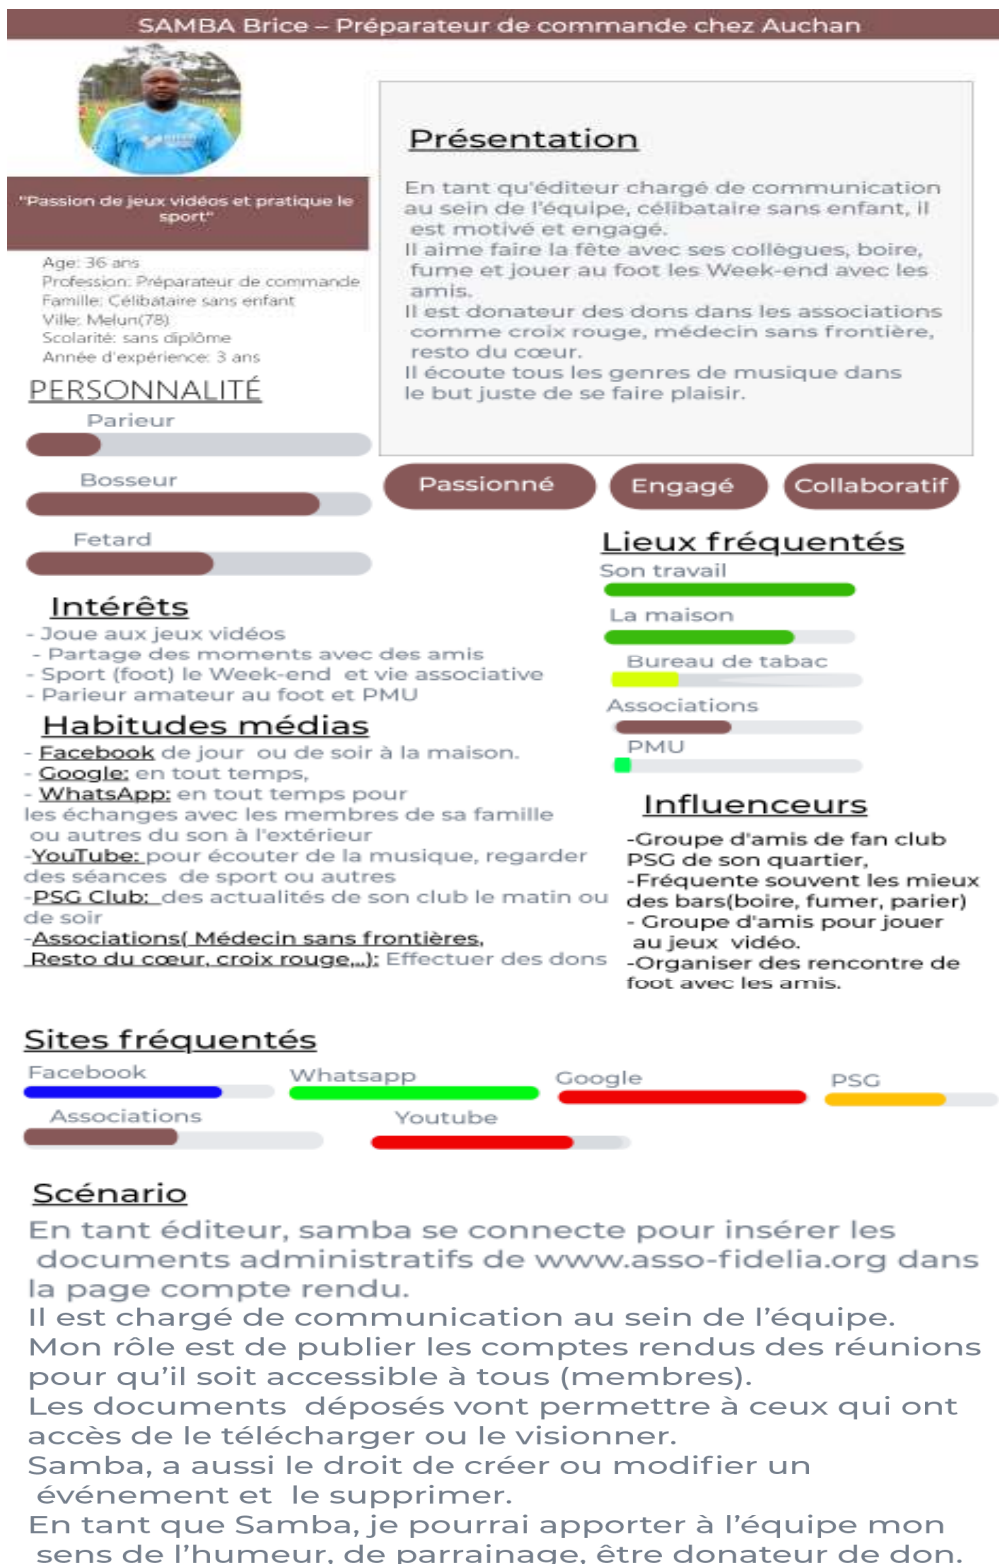 SAMBA Brice – Préparateur de commande chez Auchan
"Passion de jeux vidéos et pratique le
sport"
Age: 36 ans
Profession: Préparateur de commande
Famille: Célibataire sans enfant
Ville: Melun(78)
Scolarité: sans diplôme
Année d'expérience: 3 ans
PERSONNALITÉ
Parieur
Bosseur
Fetard
Présentation
En tant qu'éditeur chargé de communication
au sein de l'équipe, célibataire sans enfant, il
est motivé et engagé.
Il aime faire la fête avec ses collègues, boire,
fume et jouer au foot les Week-end avec les
amis.
Il est donateur des dons dans les associations
comme croix rouge, médecin sans frontière,
resto du cœur.
Il écoute tous les genres de musique dans
le but juste de se faire plaisir.
Passionné
Engagé
Collaboratif
Intérêts
- Joue aux jeux vidéos
- Partage des moments avec des amis
- Sport (foot) le Week-end et vie associative
- Parieur amateur au foot et PMU
Habitudes médias
- Facebook de jour ou de soir à la maison.
- Google: en tout temps,
- WhatsApp: en tout temps pour
les échanges avec les membres de sa famille
ou autres du son à l'extérieur
-YouTube: pour écouter de la musique, regarder
des séances de sport ou autres
-PSG Club: des actualités de son club le matin ou
de soir
-Associations( Médecin sans frontières,
Resto du cœur, croix rouge,..): Effectuer des dons
Lieux fréquentés
Son travail
La maison
Bureau de tabac
Associations
PMU
Influenceurs
-Groupe d'amis de fan club
PSG de son quartier,
-Fréquente souvent les mieux
des bars(boire, fumer, parier)
- Groupe d'amis pour jouer
au jeux vidéo.
-Organiser des rencontre de
foot avec les amis.
Sites fréquentés
Facebook
Whatsapp
Google
PSG
Associations
Youtube
Scénario
En tant éditeur, samba se connecte pour insérer les
documents administratifs de www.asso-fidelia.org dans
la page compte rendu.
Il est chargé de communication au sein de l'équipe.
Mon rôle est de publier les comptes rendus des réunions
pour qu'il soit accessible à tous (membres).
Les documents déposés vont permettre à ceux qui ont
accès de le télécharger ou le visionner.
Samba, a aussi le droit de créer ou modifier un
événement et le supprimer.
En tant que Samba, je pourrai apporter à l'équipe mon
sens de l'humeur, de parrainage, être donateur de don.